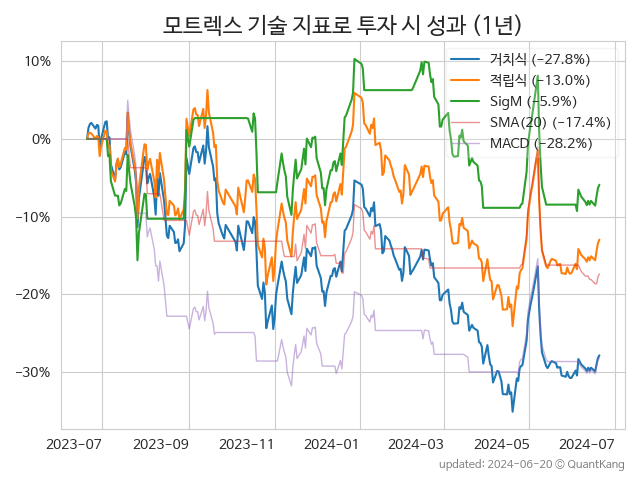 모트렉스 기술 지표로 투자 시 성과 (1년)
10%
0%
−10%
−20%
−30%
거치식 (−27.8%)
적립식 (−13.0%)
SigM (−5.9%)
SMA(20) (−17.4%)
MACD (−28.2%)
2023-07
2023-09
2023-11
2024-01
2024-03
2024-05
2024-07
updated: 2024-06-20 © QuantKang